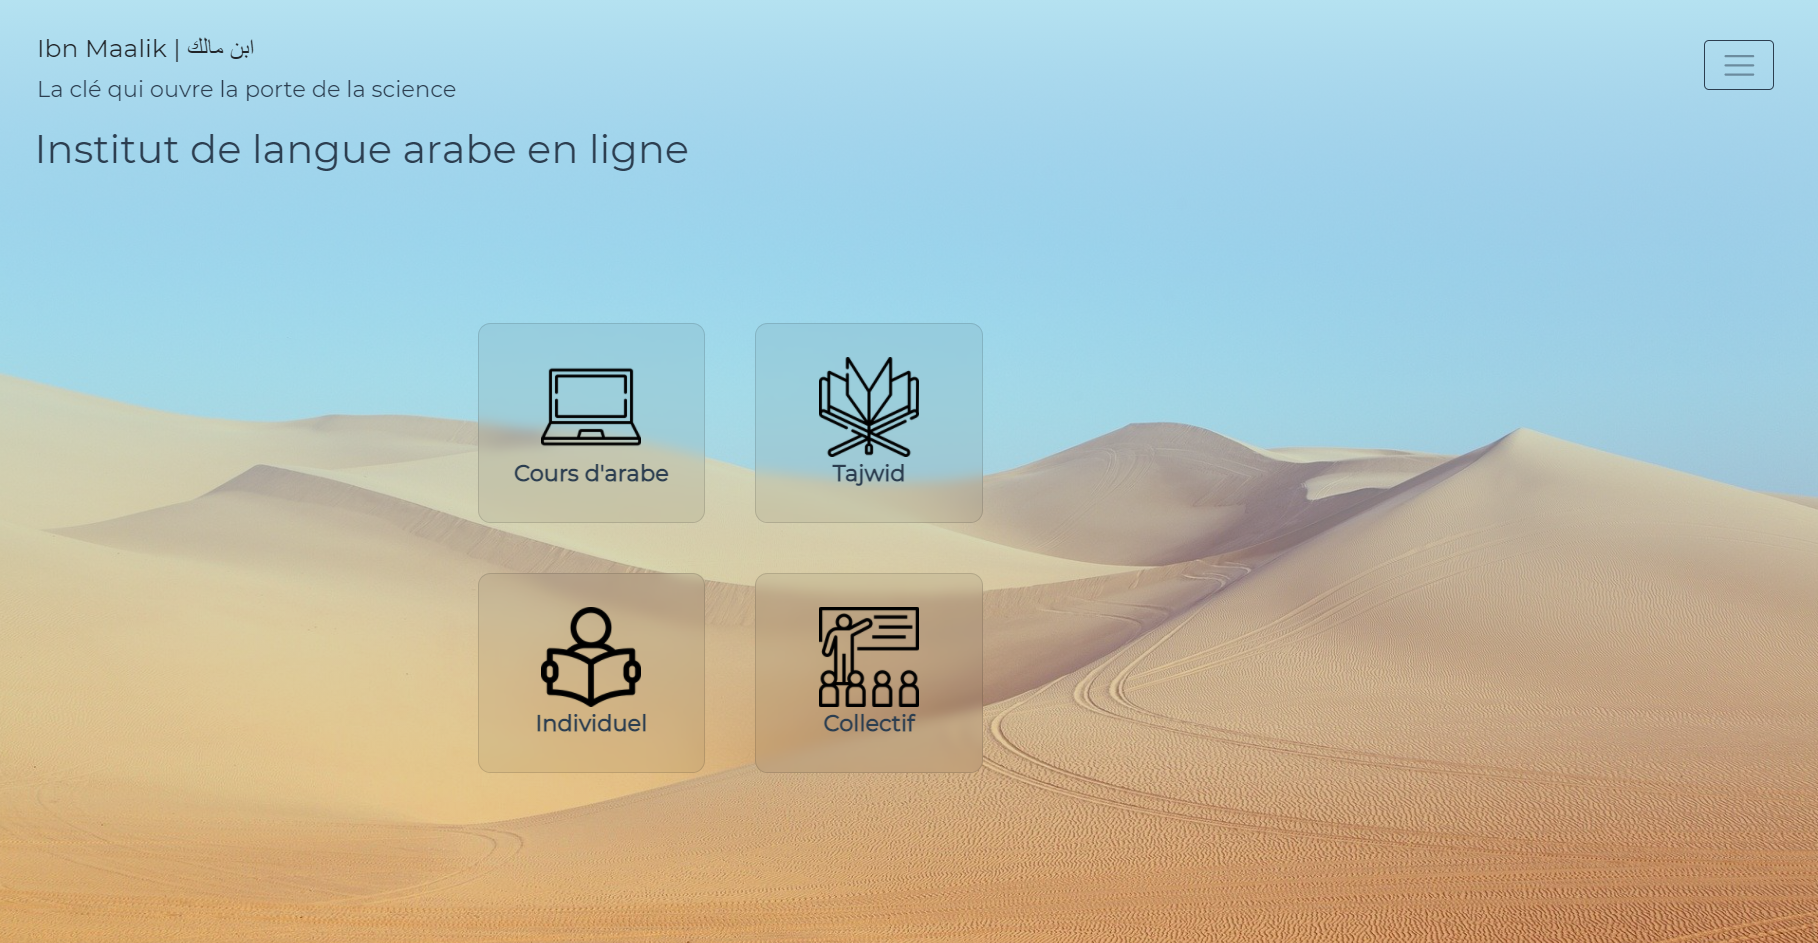 Ibn Maalik | ابن مالك
La clé qui ouvre la porte de la science
Institut de langue arabe en ligne
Cours d'arabe
Tajwid
Individuel
Collectif